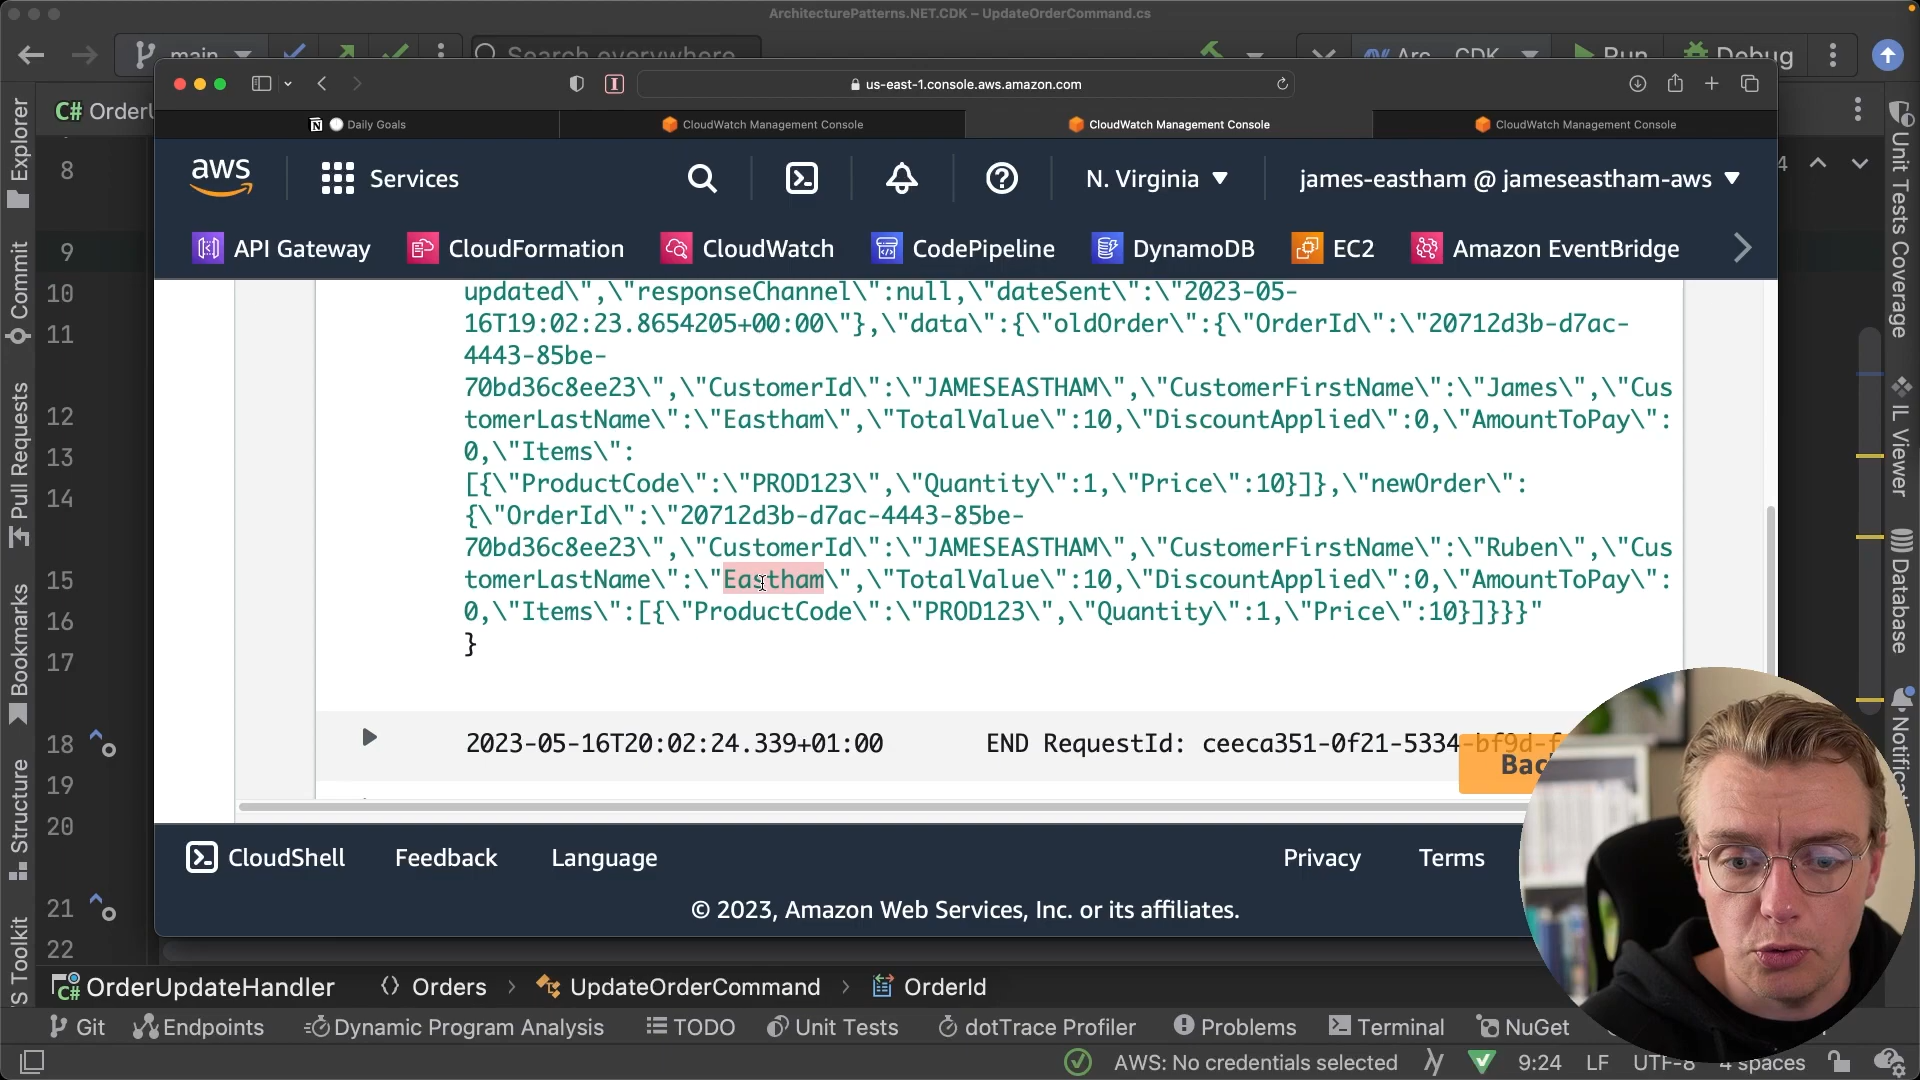 ArchitecturePatterns.NET.CDK – UpdateOrderCommand.cs
main
Search everywhere
CDK
Run
Debug
us-east-1.console.aws.amazon.com
Daily Goals
CloudWatch Management Console
CloudWatch Management Console
CloudWatch Management Console
aws
Services
N. Virginia
james-eastham @ jameseastham-aws
API Gateway
CloudFormation
CloudWatch
CodePipeline
DynamoDB
EC2
Amazon EventBridge
updated\",\"responseChannel\":null,\"dateSent\":\"2023-05-
16T19:02:23.8654205+00:00\"},\"data\":{\"oldOrder\":{\"OrderId\":\"20712d3b-d7ac-
4443-85be-
70bd36c8ee23\",\"CustomerId\":\"JAMESEASTHAM\",\"CustomerFirstName\":\"James\",\"Cus
tomerLastName\":\"Eastham\",\"TotalValue\":10,\"DiscountApplied\":0,\"AmountToPay\":
0,\"Items\":
[{\"ProductCode\":\"PROD123\",\"Quantity\":1,\"Price\":10}]},\"newOrder\":
{\"OrderId\":\"20712d3b-d7ac-4443-85be-
70bd36c8ee23\",\"CustomerId\":\"JAMESEASTHAM\",\"CustomerFirstName\":\"Ruben\",\"Cus
tomerLastName\":\"Eastham\",\"TotalValue\":10,\"DiscountApplied\":0,\"AmountToPay\":
0,\"Items\":[{\"ProductCode\":\"PROD123\",\"Quantity\":1,\"Price\":10}]}}}"
}
2023-05-16T20:02:24.339+01:00 END RequestId: ceeca351-0f21-5334-bf9d-f
Bac
CloudShell
Feedback
Language
Privacy
Terms
© 2023, Amazon Web Services, Inc. or its affiliates.
C# OrderU
8
9
10
11
12
13
14
15
16
17
18
19
20
21
22
Explorer
Commit
Pull Requests
Bookmarks
Structure
S Toolkit
4
Unit Tests Coverage
IL Viewer
Database
C# OrderUpdateHandler
Orders
UpdateOrderCommand
OrderId
Git
Endpoints
Dynamic Program Analysis
TODO
Unit Tests
dotTrace Profiler
Problems
Terminal
NuGet
AWS: No credentials selected
9:24
LF
UTF-8
4 spaces